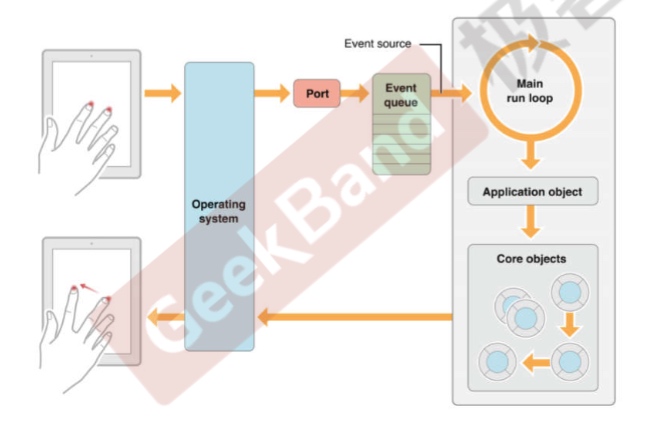 Event source
Port
Event
queue
Main
run loop
Application object
Operating
system
Core objects
GeekBand
极客